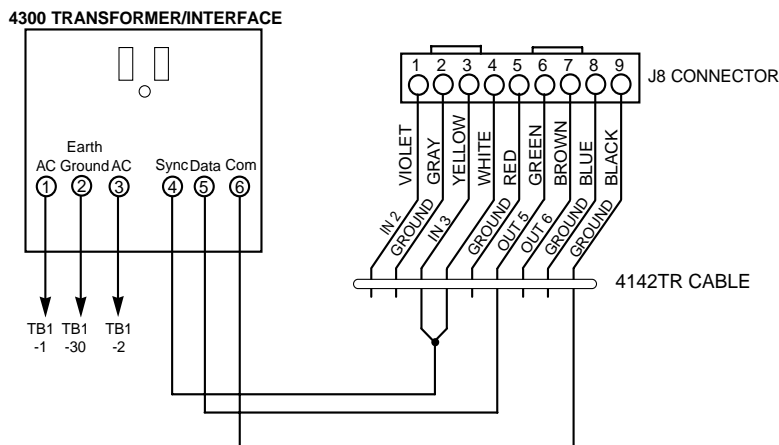 4300 TRANSFORMER/INTERFACE
Earth
AC Ground AC Sync Data Com
1 2 3 4 5 6
TB1 TB1 TB1
-1 -30 -2
1 2 3 4 5 6 7 8 9
J8 CONNECTOR
VIOLET
GRAY
YELLOW
WHITE
RED
GREEN
BROWN
BLUE
BLACK
IN 2
GROUND
IN 3
GROUND
OUT 5
OUT 6
GROUND
GROUND
4142TR CABLE